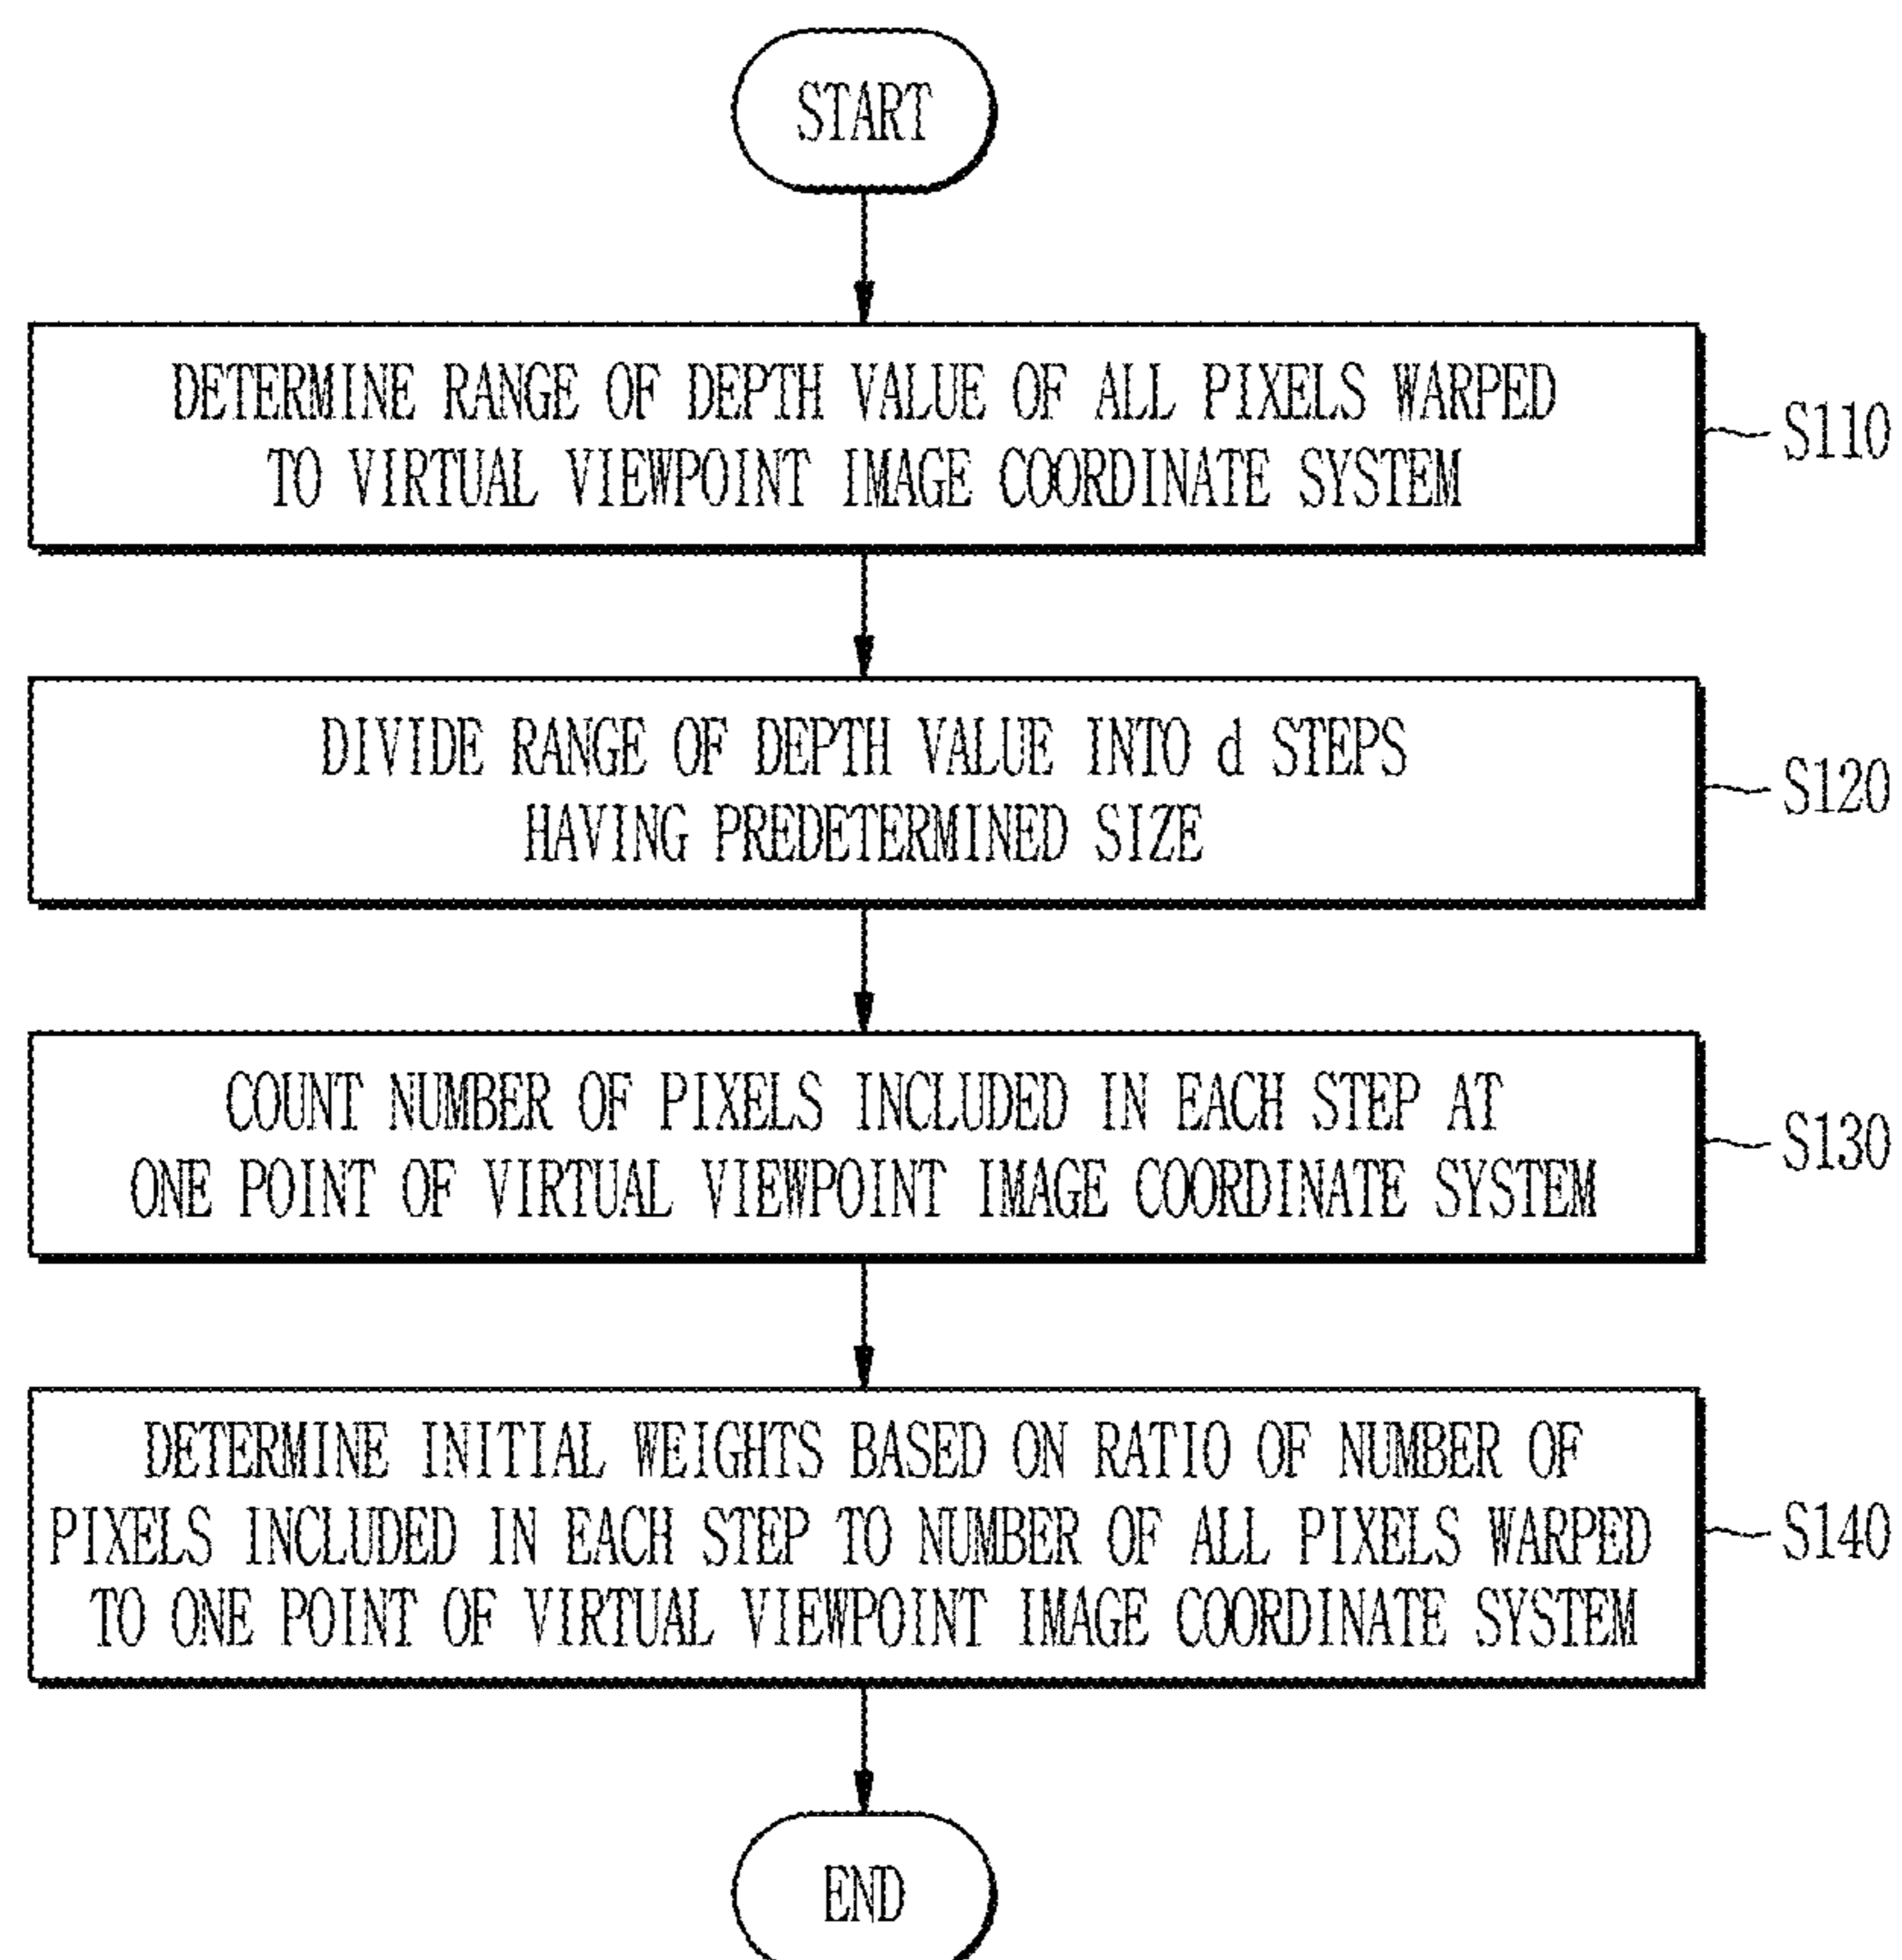 START
DETERMINE RANGE OF DEPTH VALUE OF ALL PIXELS WARPED
TO VIRTUAL VIEWPOINT IMAGE COORDINATE SYSTEM
S110
DIVIDE RANGE OF DEPTH VALUE INTO d STEPS
HAVING PREDETERMINED SIZE
S120
COUNT NUMBER OF PIXELS INCLUDED IN EACH STEP AT
ONE POINT OF VIRTUAL VIEWPOINT IMAGE COORDINATE SYSTEM
S130
DETERMINE INITIAL WEIGHTS BASED ON RATIO OF NUMBER OF
PIXELS INCLUDED IN EACH STEP TO NUMBER OF ALL PIXELS WARPED
TO ONE POINT OF VIRTUAL VIEWPOINT IMAGE COORDINATE SYSTEM
S140
END